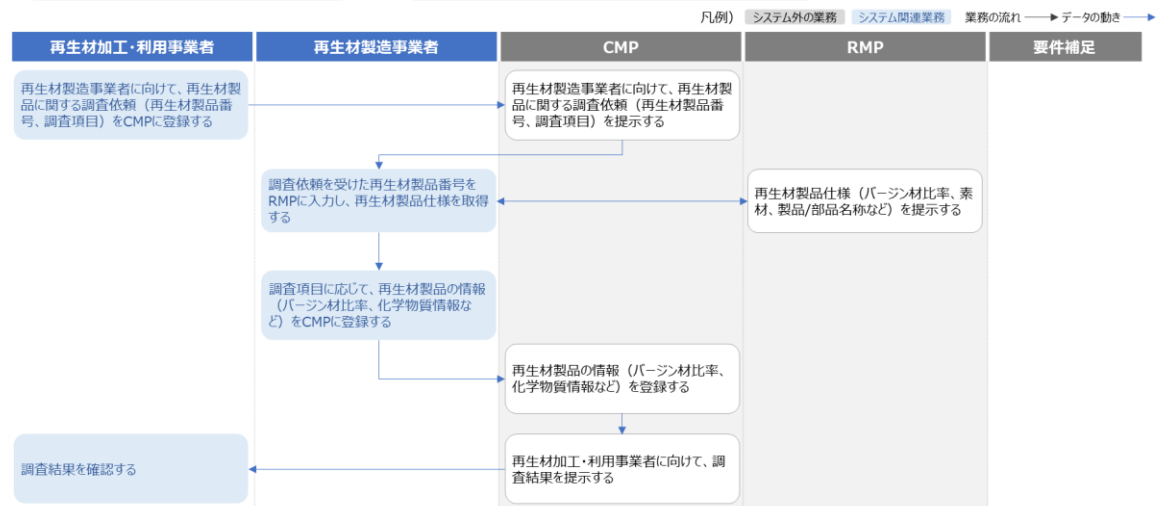 凡例） システム外の業務 システム関連業務 業務の流れ データの動き
再生材加工・利用事業者 再生材製造事業者 CMP RMP 要件補足
再生材製造事業者に向けて、再生材製
品に関する調査依頼（再生材製品番
号、調査項目）をCMPに登録する
再生材製造事業者に向けて、再生材製
品に関する調査依頼（再生材製品番
号、調査項目）を提示する
調査依頼を受けた再生材製品番号を
RMPに入力し、再生材製品仕様を取得
する
再生材製品仕様（バージン材比率、素
材、製品/部品名称など）を提示する
調査項目に応じて、再生材製品の情報
（バージン材比率、化学物質情報な
ど）をCMPに登録する
再生材製品の情報（バージン材比率、
化学物質情報など）を登録する
再生材加工・利用事業者に向けて、調
査結果を提示する
調査結果を確認する